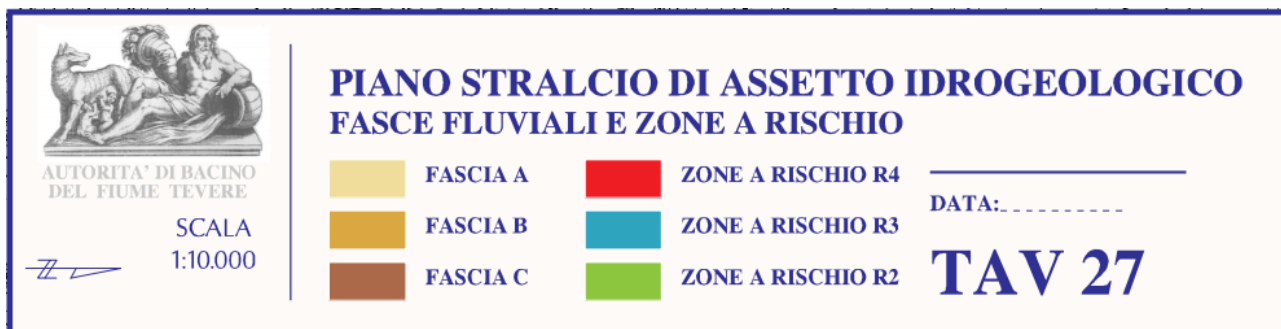 AUTORITA' DI BACINO
DEL FIUME TEVERE
SCALA
1:10.000
PIANO STRALCIO DI ASSETTO IDROGEOLOGICO
FASCE FLUVIALI E ZONE A RISCHIO
FASCIA A
FASCIA B
FASCIA C
ZONE A RISCHIO R4
ZONE A RISCHIO R3
ZONE A RISCHIO R2
DATA:_ _ _ _ _ _ _ _ _ _
TAV 27